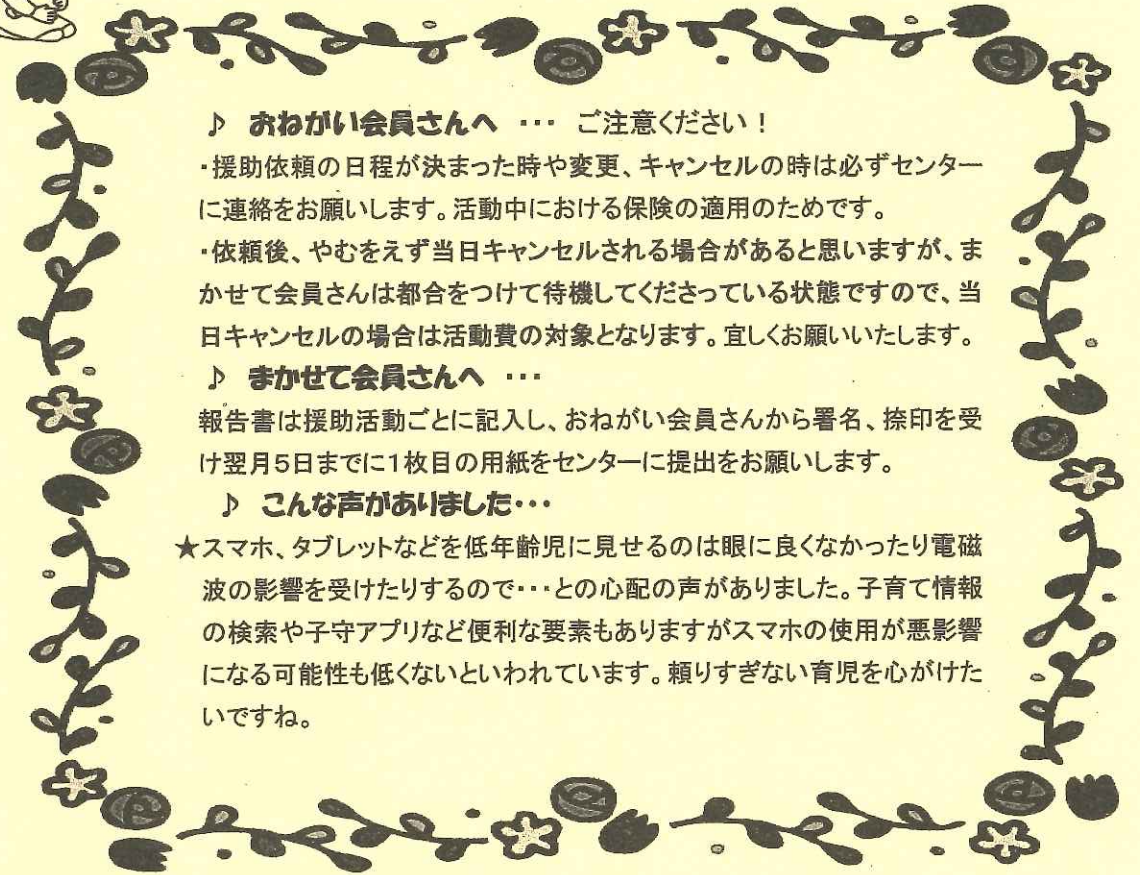 ♪ おねがい会員さんへ … ご注意ください！
・援助依頼の日程が決まった時や変更、キャンセルの時は必ずセンター
に連絡をお願いします。活動中における保険の適用のためです。
・依頼後、やむをえず当日キャンセルされる場合があると思いますが、ま
かせて会員さんは都合をつけて待機してくださっている状態ですので、当
日キャンセルの場合は活動費の対象となります。宜しくお願いいたします。
♪ まかせて会員さんへ …
報告書は援助活動ごとに記入し、おねがい会員さんから署名、捺印を受
け翌月５日までに１枚目の用紙をセンターに提出をお願いします。
♪ こんな声がありました…
★スマホ、タブレットなどを低年齢児に見せるのは眼に良くなかったり電磁
波の影響を受けたりするので…との心配の声がありました。子育て情報
の検索や子守アプリなど便利な要素もありますがスマホの使用が悪影響
になる可能性も低くないといわれています。頼りすぎない育児を心がけた
いですね。